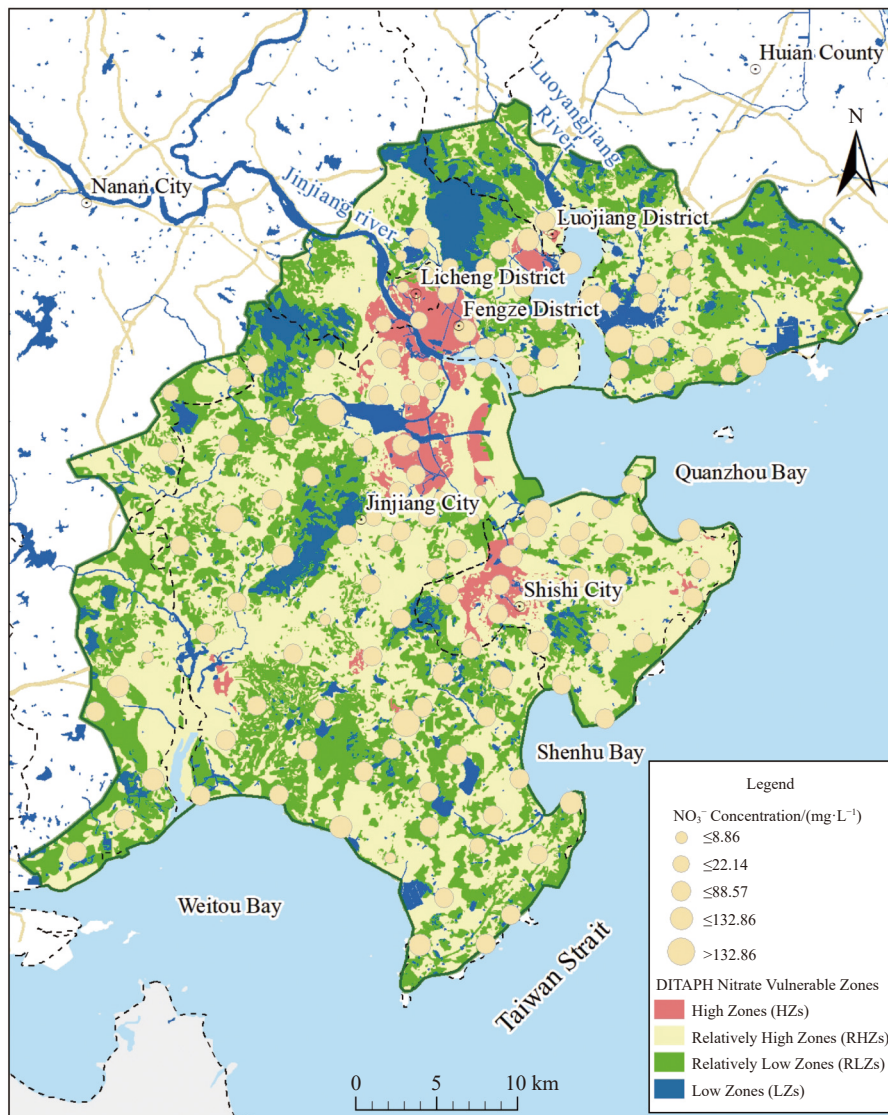 Huian County
Luoyangjiang
River
N
Nanan City
Jinjiang river
Luojiang District
Licheng District
Fengze District
Quanzhou Bay
Jinjiang City
Shishi City
Shenhu Bay
Weitou Bay
Taiwan Strait
0 5 10 km
Legend
NO₃⁻ Concentration/(mg·L⁻¹)
≤8.86
≤22.14
≤88.57
≤132.86
>132.86
DITAPH Nitrate Vulnerable Zones
High Zones (HZs)
Relatively High Zones (RHZs)
Relatively Low Zones (RLZs)
Low Zones (LZs)